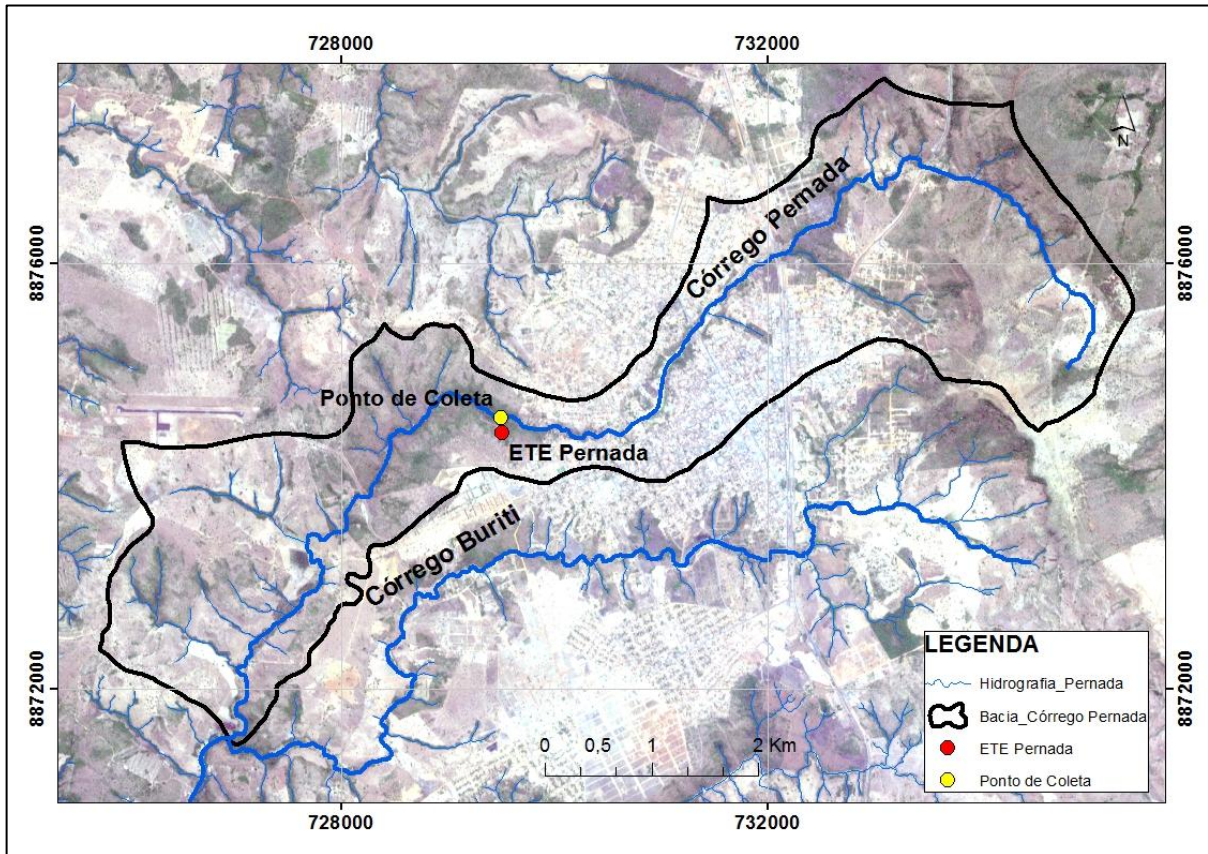 728000
732000
N
Córrego Pernada
8876000
8876000
Ponto de Coleta
ETE Pernada
Córrego Buriti
8872000
8872000
LEGENDA
Hidrografia_Pernada
Bacia_Córrego Pernada
ETE Pernada
Ponto de Coleta
0 0.5 1 2 Km
728000
732000